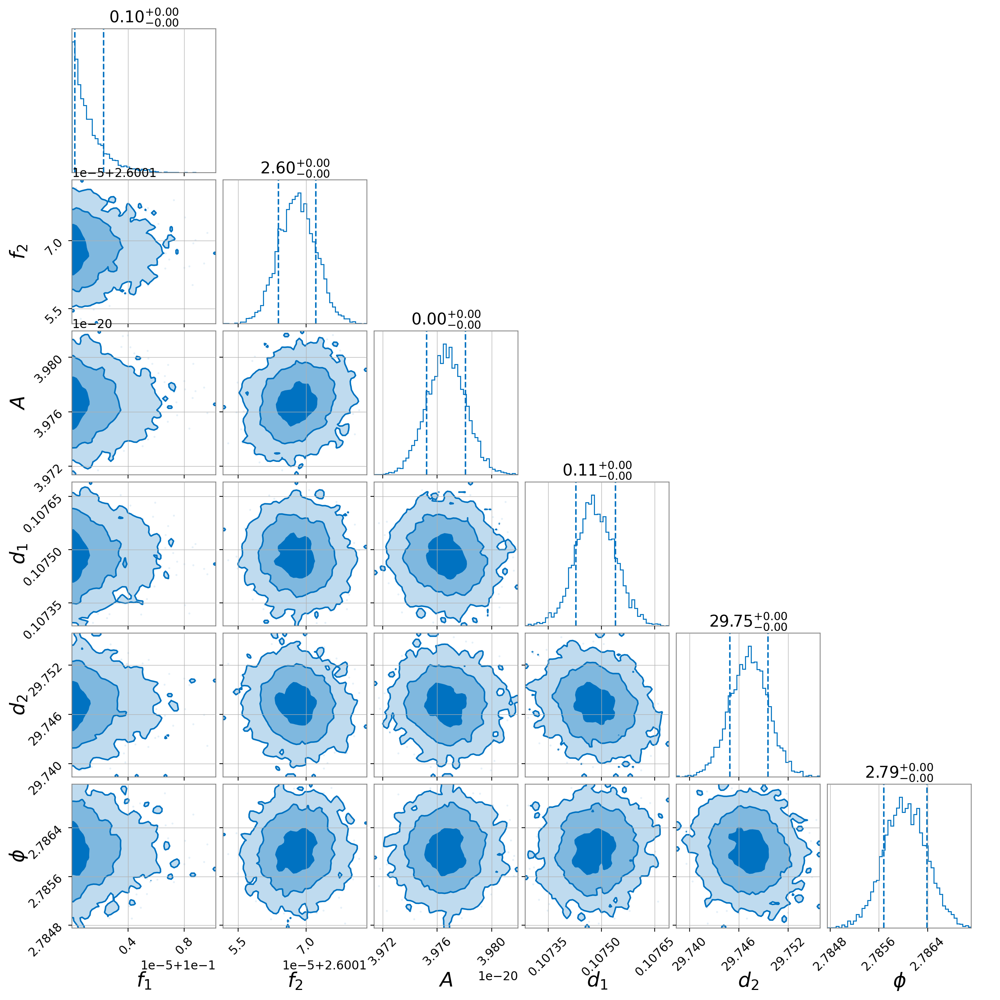 0.10+0.00−0.00
1e−5+2.6001
2.60+0.00−0.00
f2
7.0
5.5
1e−20
0.00+0.00−0.00
A
3.980
3.976
3.972
0.11+0.00−0.00
d1
0.10765
0.10750
0.10735
29.75+0.00−0.00
d2
29.752
29.746
29.740
2.79+0.00−0.00
ϕ
2.7864
2.7856
2.7848
0.4 0.8 5.5 7.0 3.972 3.976 3.980 0.10735 0.10750 0.10765 29.740 29.746 29.752 2.7848 2.7856 2.7864
1e−5+1e−1 1e−5+2.6001 1e−20
f1 f2 A d1 d2 ϕ